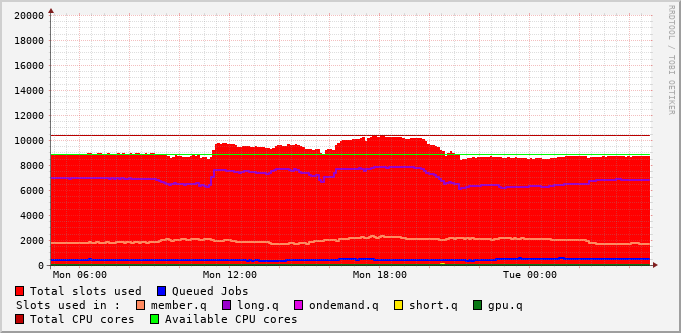 20000
18000
16000
14000
12000
10000
8000
6000
4000
2000
0
Mon 06:00 Mon 12:00 Mon 18:00 Tue 00:00
Total slots used Queued Jobs
Slots used in : member.q long.q ondemand.q short.q gpu.q
Total CPU cores Available CPU cores
RRDTOOL / TOBI OETIKER